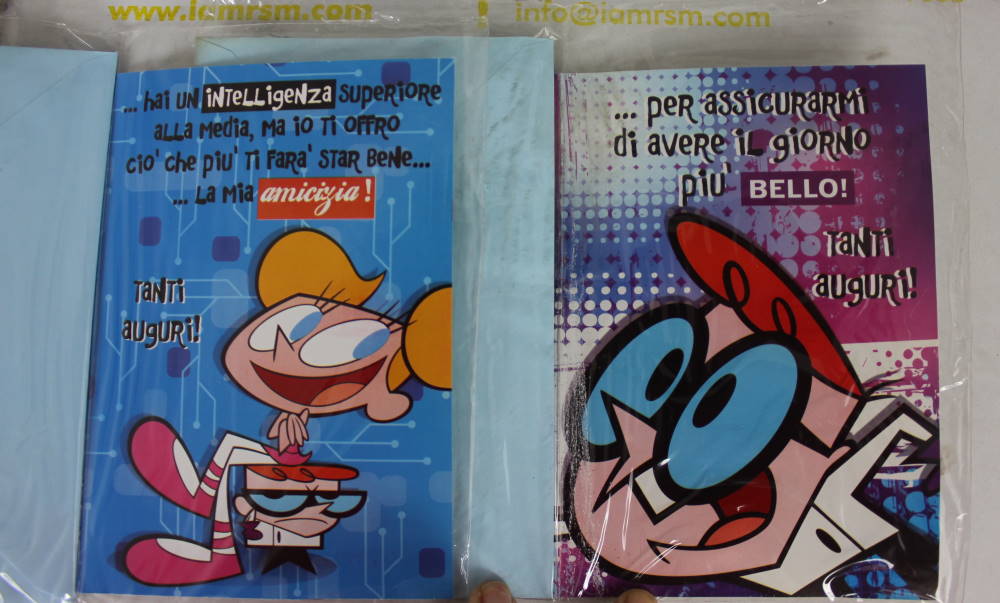 www.iamrsm.com
info@iamrsm.com
... hai un intelligenza superiore
alla media, ma io ti offro
cio' che piu' ti fara' star bene...
... la mia amicizia!
Tanti
auguri!
... per assicurarmi
di avere il giorno
piu' BELLO!
Tanti
auguri!